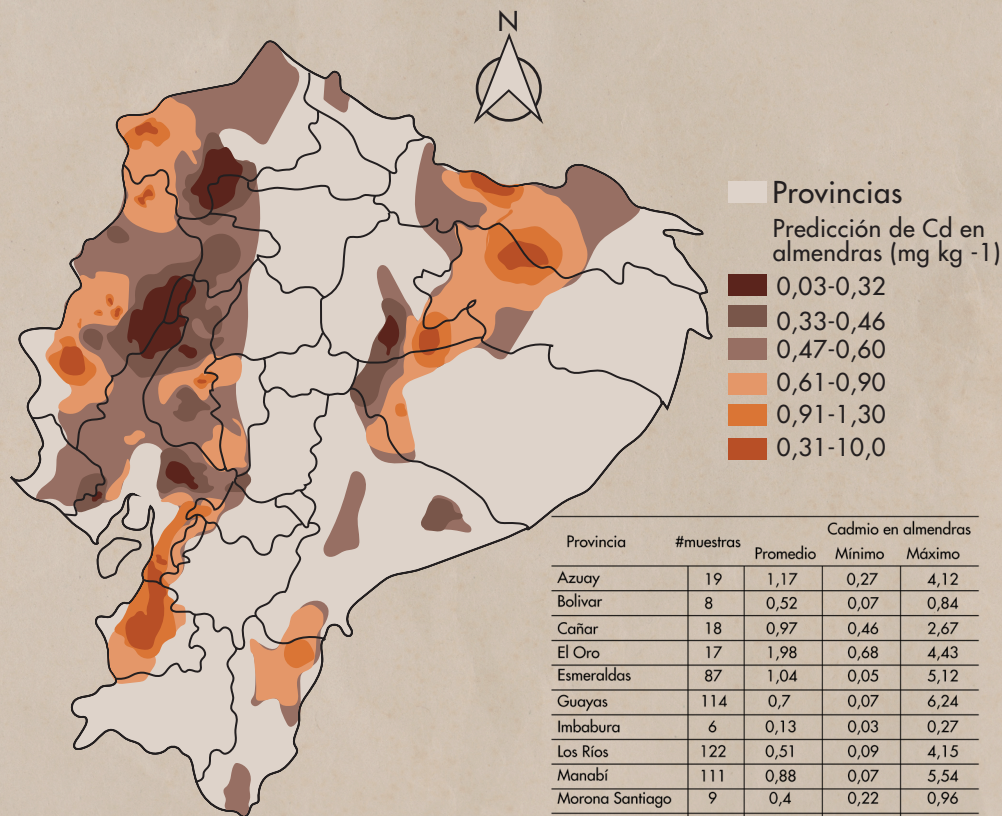 N
Provincias
Predicción de Cd en
almendras (mg kg -1)
0,03-0,32
0,33-0,46
0,47-0,60
0,61-0,90
0,91-1,30
0,31-10,0
Cadmio en almendras
Provincia #muestras Promedio Mínimo Máximo
Azuay 19 1,17 0,27 4,12
Bolivar 8 0,52 0,07 0,84
Cañar 18 0,97 0,46 2,67
El Oro 17 1,98 0,68 4,43
Esmeraldas 87 1,04 0,05 5,12
Guayas 114 0,7 0,07 6,24
Imbabura 6 0,13 0,03 0,27
Los Ríos 122 0,51 0,09 4,15
Manabí 111 0,88 0,07 5,54
Morona Santiago 9 0,4 0,22 0,96